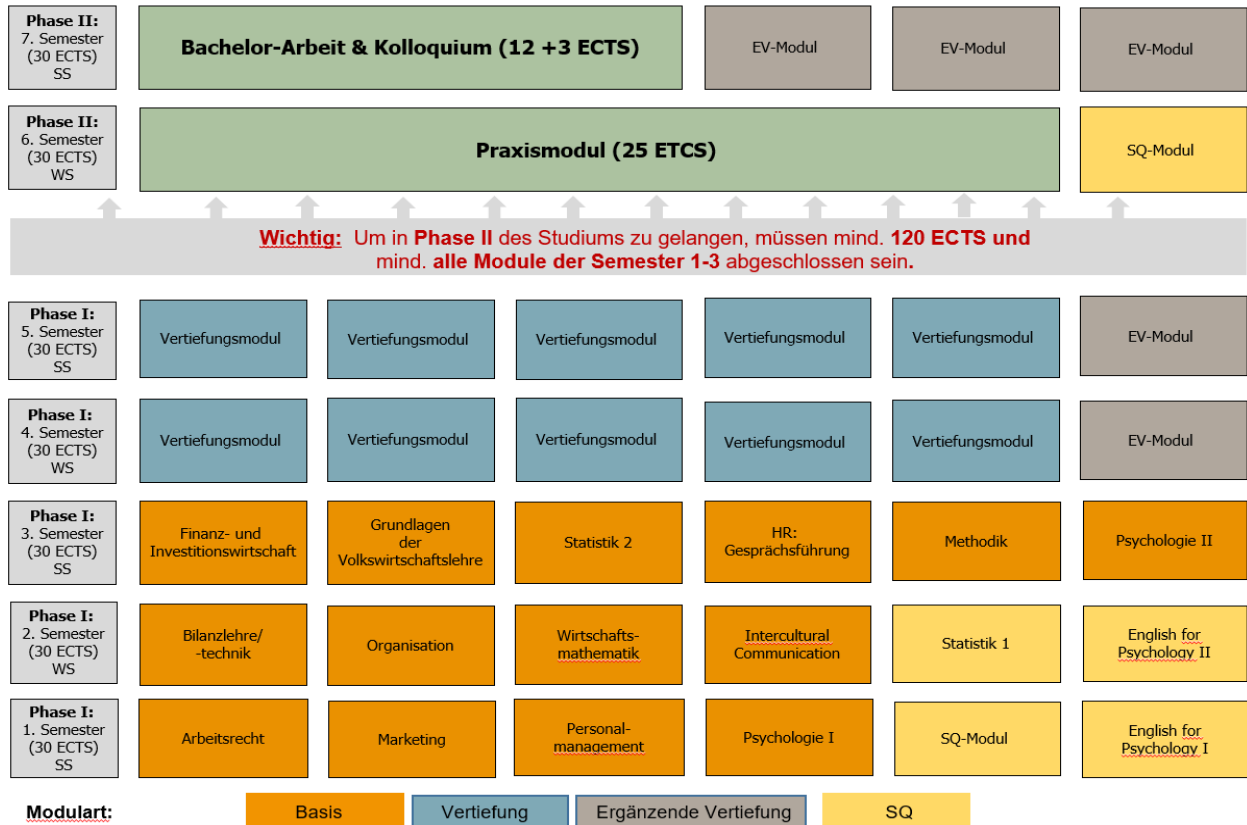 Phase II:
7. Semester
(30 ECTS)
SS
Bachelor-Arbeit & Kolloquium (12 +3 ECTS)
EV-Modul
EV-Modul
EV-Modul
Phase II:
6. Semester
(30 ECTS)
WS
Praxismodul (25 ETCS)
SQ-Modul
Wichtig: Um in Phase II des Studiums zu gelangen, müssen mind. 120 ECTS und
mind. alle Module der Semester 1-3 abgeschlossen sein.
Phase I:
5. Semester
(30 ECTS)
SS
Vertiefungsmodul
Vertiefungsmodul
Vertiefungsmodul
Vertiefungsmodul
Vertiefungsmodul
EV-Modul
Phase I:
4. Semester
(30 ECTS)
WS
Vertiefungsmodul
Vertiefungsmodul
Vertiefungsmodul
Vertiefungsmodul
Vertiefungsmodul
EV-Modul
Phase I:
3. Semester
(30 ECTS)
SS
Finanz- und
Investitionswirtschaft
Grundlagen
der
Volkswirtschaftslehre
Statistik 2
HR:
Gesprächsführung
Methodik
Psychologie II
Phase I:
2. Semester
(30 ECTS)
WS
Bilanzlehre/
-technik
Organisation
Wirtschafts-
mathematik
Intercultural
Communication
Statistik 1
English for
Psychology II
Phase I:
1. Semester
(30 ECTS)
SS
Arbeitsrecht
Marketing
Personal-
management
Psychologie I
SQ-Modul
English for
Psychology I
Modulart:
Basis
Vertiefung
Ergänzende Vertiefung
SQ